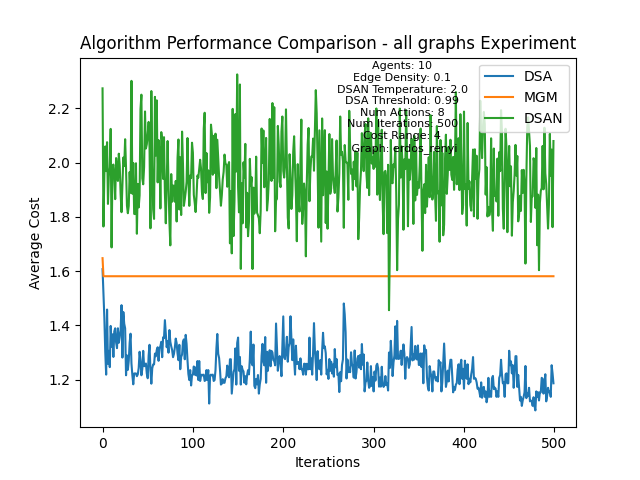 Algorithm Performance Comparison - all graphs Experiment
Agents: 10
Edge Density: 0.1
DSAN Temperature: 2.0
DSA Threshold: 0.99
Num Actions: 8
Num Iterations: 500
Cost Range: 4
Graph: erdos_renyi
DSA
MGM
DSAN
Average Cost
2.2
2.0
1.8
1.6
1.4
1.2
0
100
200
300
400
500
Iterations